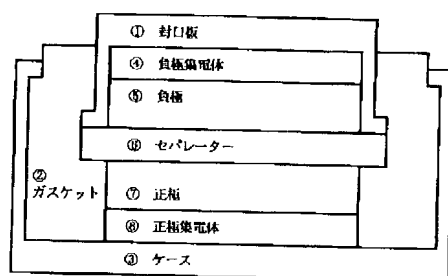 ① 封口板
④ 負極集電体
⑤ 負極
⑥ セパレーター
②
ガスケット
⑦ 正極
⑧ 正極集電体
③ ケース